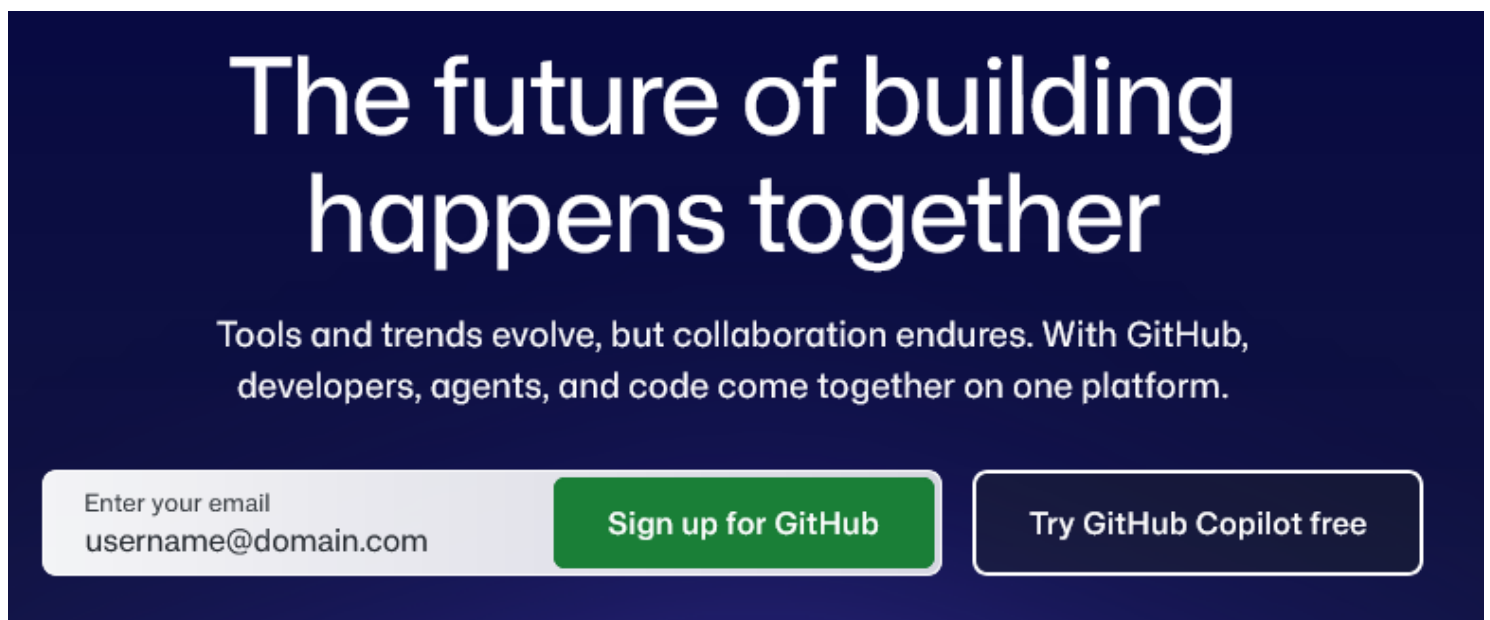 The future of building
happens together
Tools and trends evolve, but collaboration endures. With GitHub,
developers, agents, and code come together on one platform.
Enter your email
username@domain.com
Sign up for GitHub
Try GitHub Copilot free